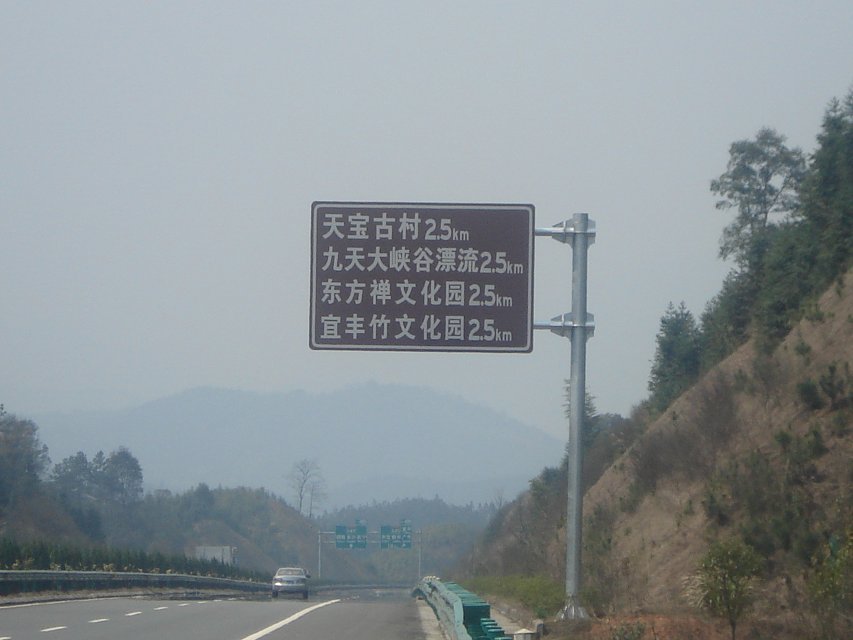 天宝古村2.5km
九天大峡谷漂流2.5km
东方禅文化园2.5km
宜丰竹文化园2.5km